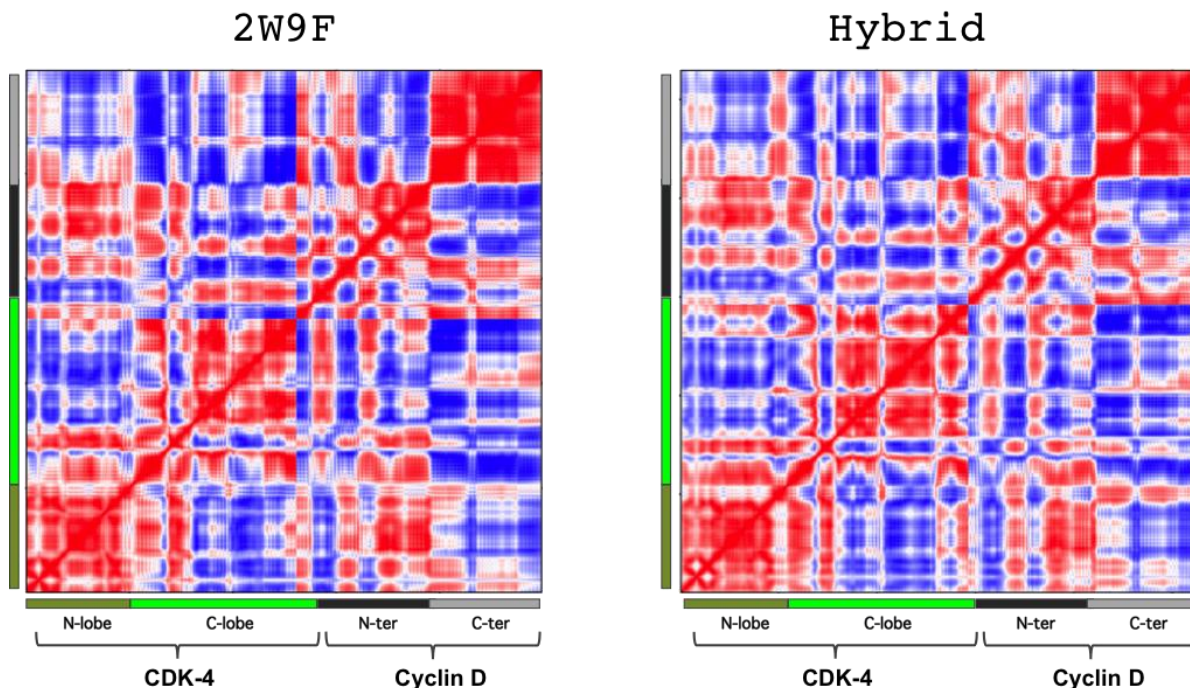 2W9F
Hybrid
N-lobe C-lobe N-ter C-ter
CDK-4 Cyclin D
N-lobe C-lobe N-ter C-ter
CDK-4 Cyclin D